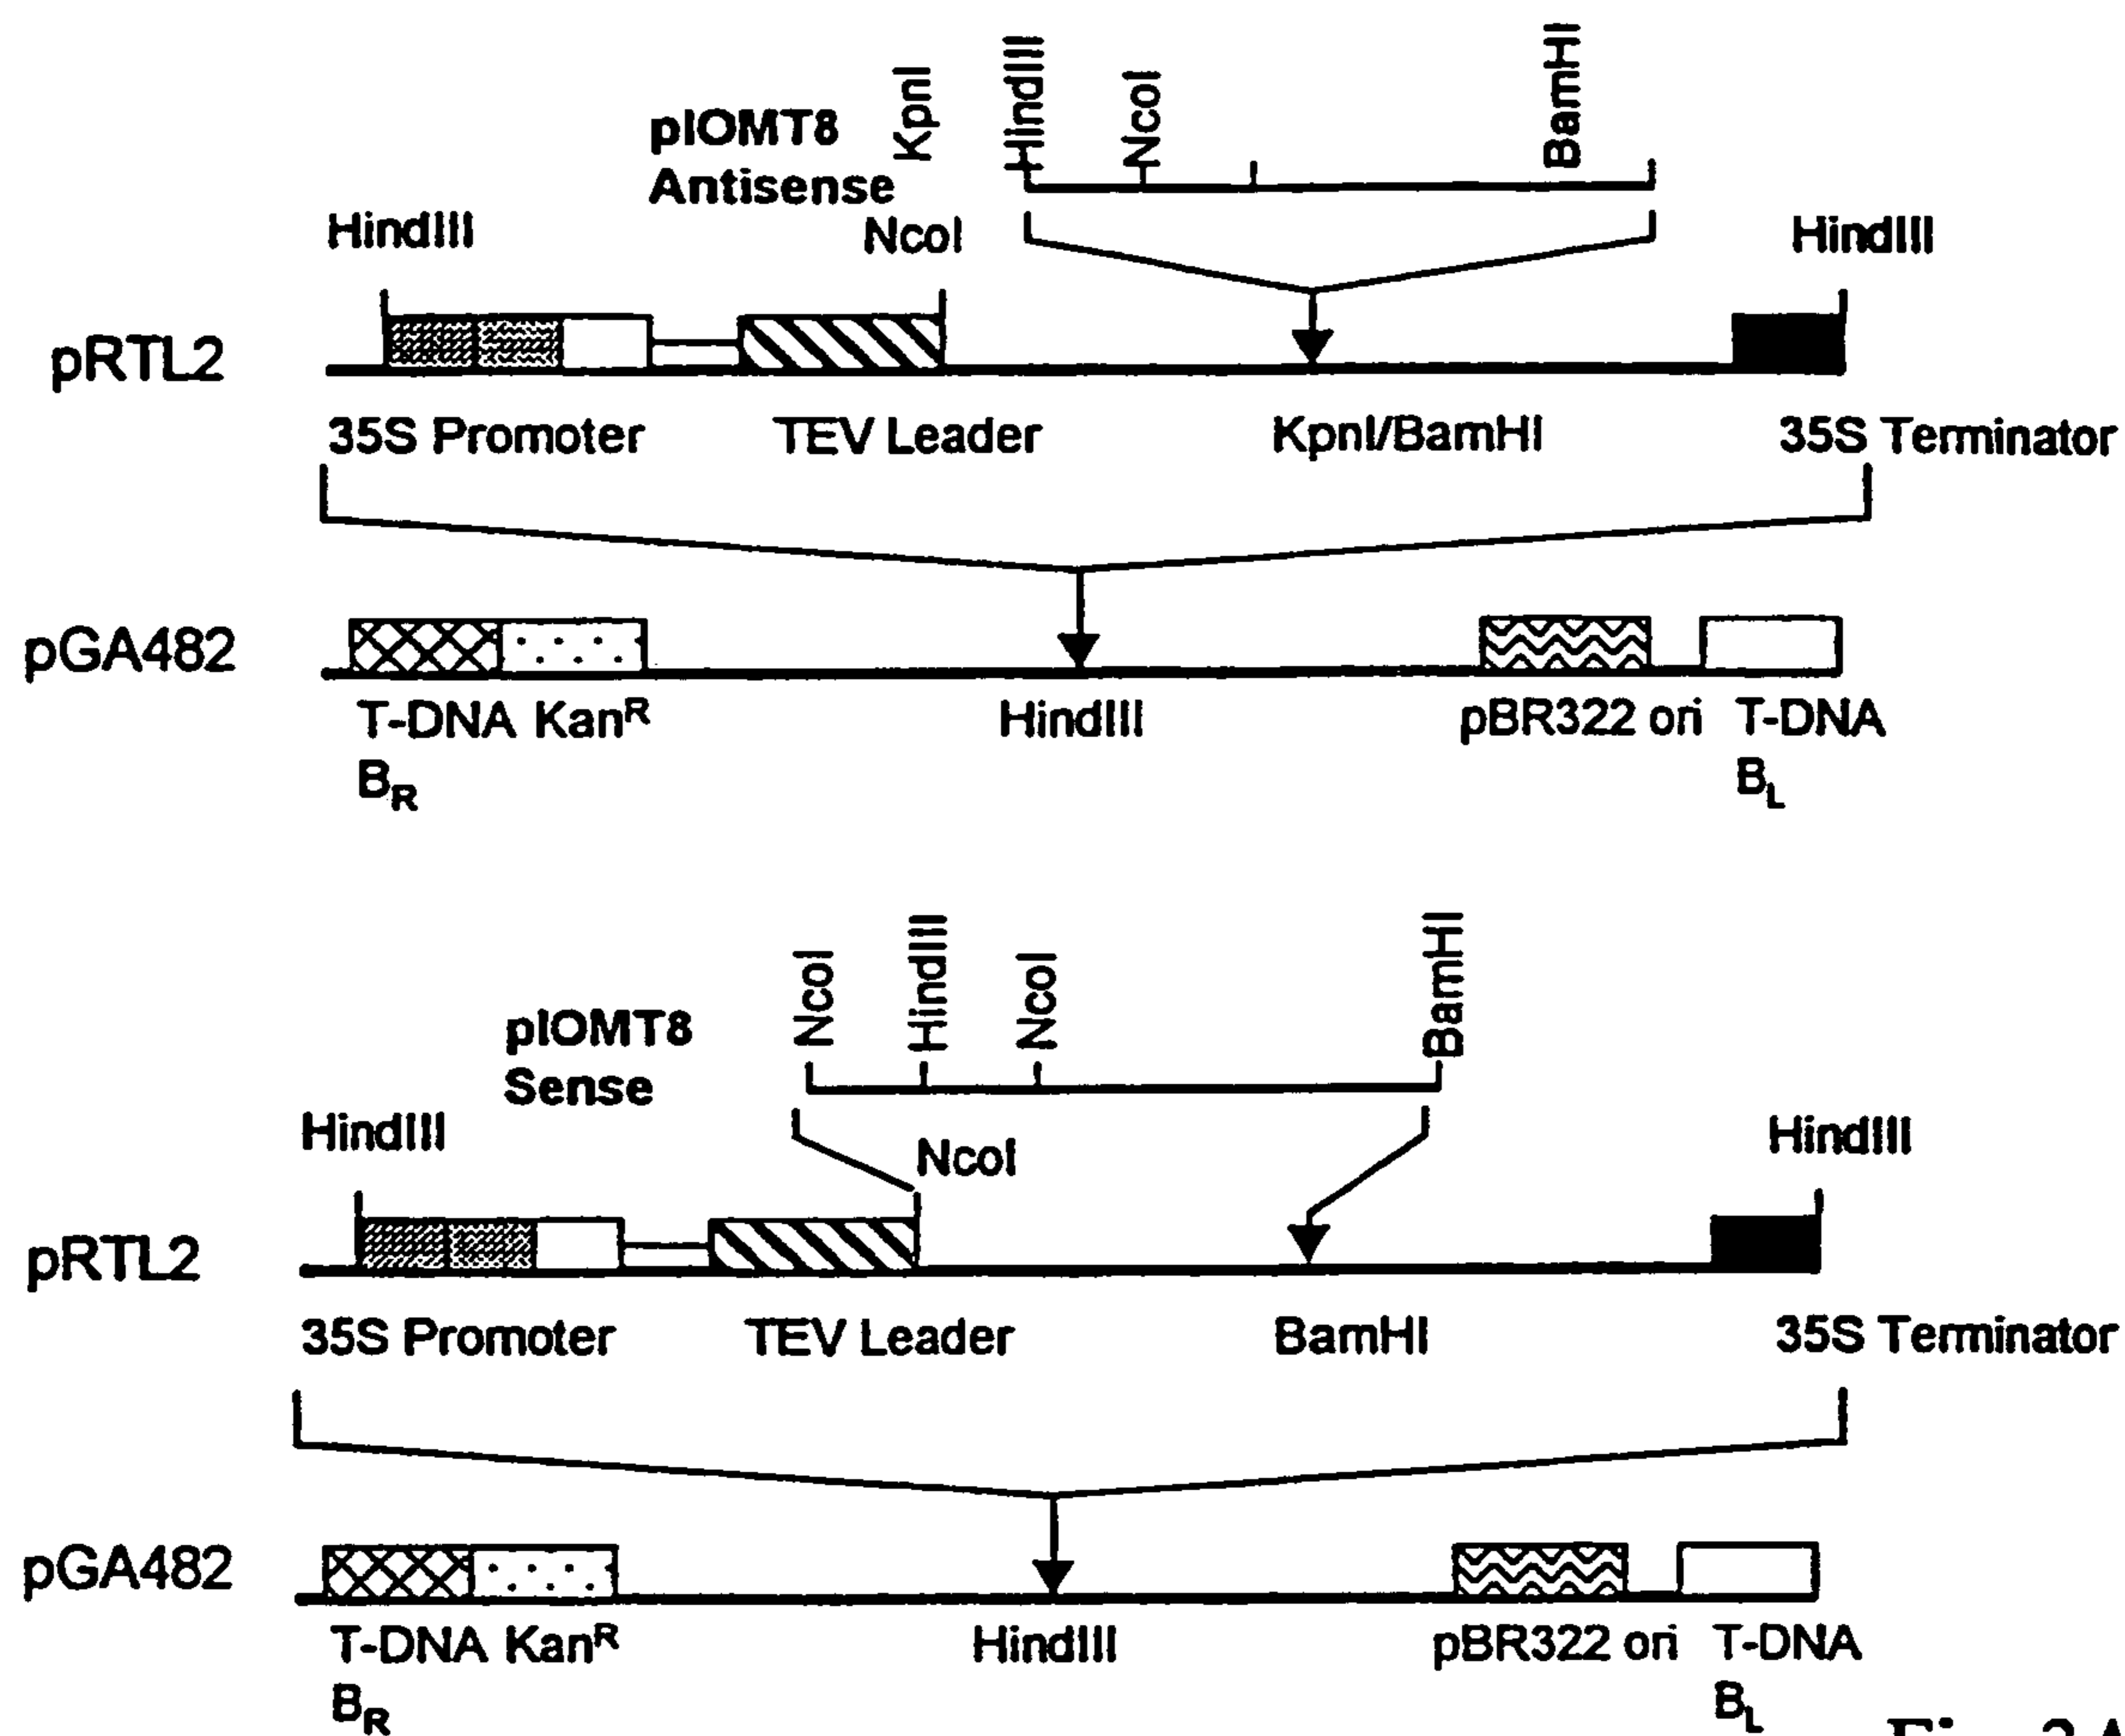 KpnI HindIII NcoI BamHI
pIOMT8
Antisense
HindIII NcoI HindIII
pRTL2
35S Promoter TEV Leader KpnI/BamHI 35S Terminator
pGA482
T-DNA KanR HindIII pBR322 ori T-DNA
BR BL
NcoI HindIII NcoI BamHI
pIOMT8
Sense
HindIII NcoI HindIII
pRTL2
35S Promoter TEV Leader BamHI 35S Terminator
pGA482
T-DNA KanR HindIII pBR322 ori T-DNA
BR BL